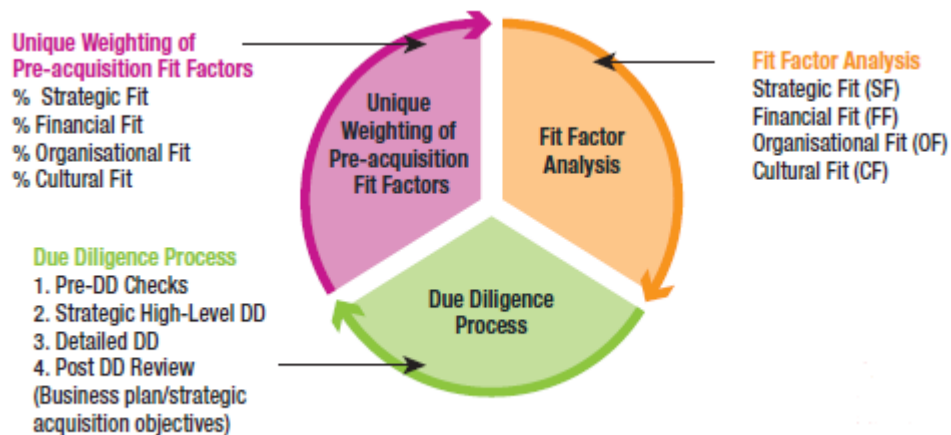 Unique Weighting of
Pre-acquisition Fit Factors
% Strategic Fit
% Financial Fit
% Organisational Fit
% Cultural Fit
Unique
Weighting of
Pre-acquisition
Fit Factors
Fit Factor
Analysis
Fit Factor Analysis
Strategic Fit (SF)
Financial Fit (FF)
Organisational Fit (OF)
Cultural Fit (CF)
Due Diligence Process
1. Pre-DD Checks
2. Strategic High-Level DD
3. Detailed DD
4. Post DD Review
(Business plan/strategic
acquisition objectives)
Due Diligence
Process